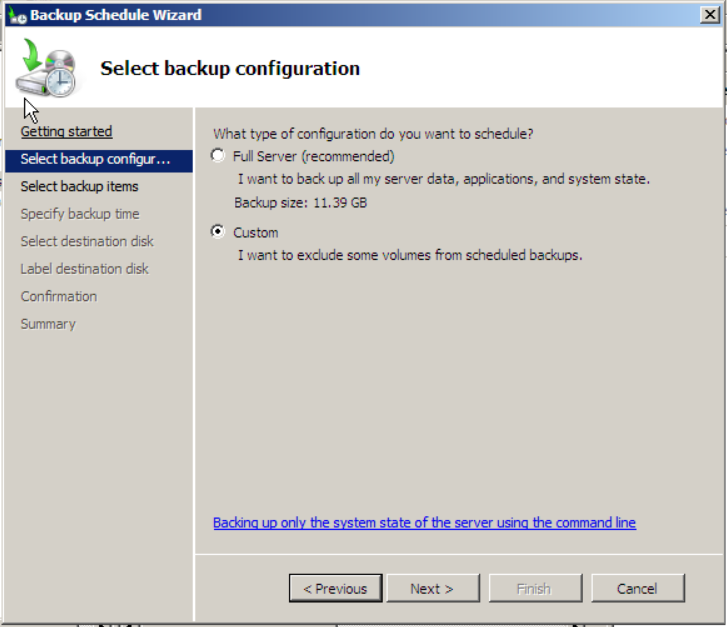 Backup Schedule Wizard
Select backup configuration
Getting started
Select backup configur...
Select backup items
Specify backup time
Select destination disk
Label destination disk
Confirmation
Summary
What type of configuration do you want to schedule?
Full Server (recommended)
I want to back up all my server data, applications, and system state.
Backup size: 11.39 GB
Custom
I want to exclude some volumes from scheduled backups.
Backing up only the system state of the server using the command line
< Previous
Next >
Finish
Cancel